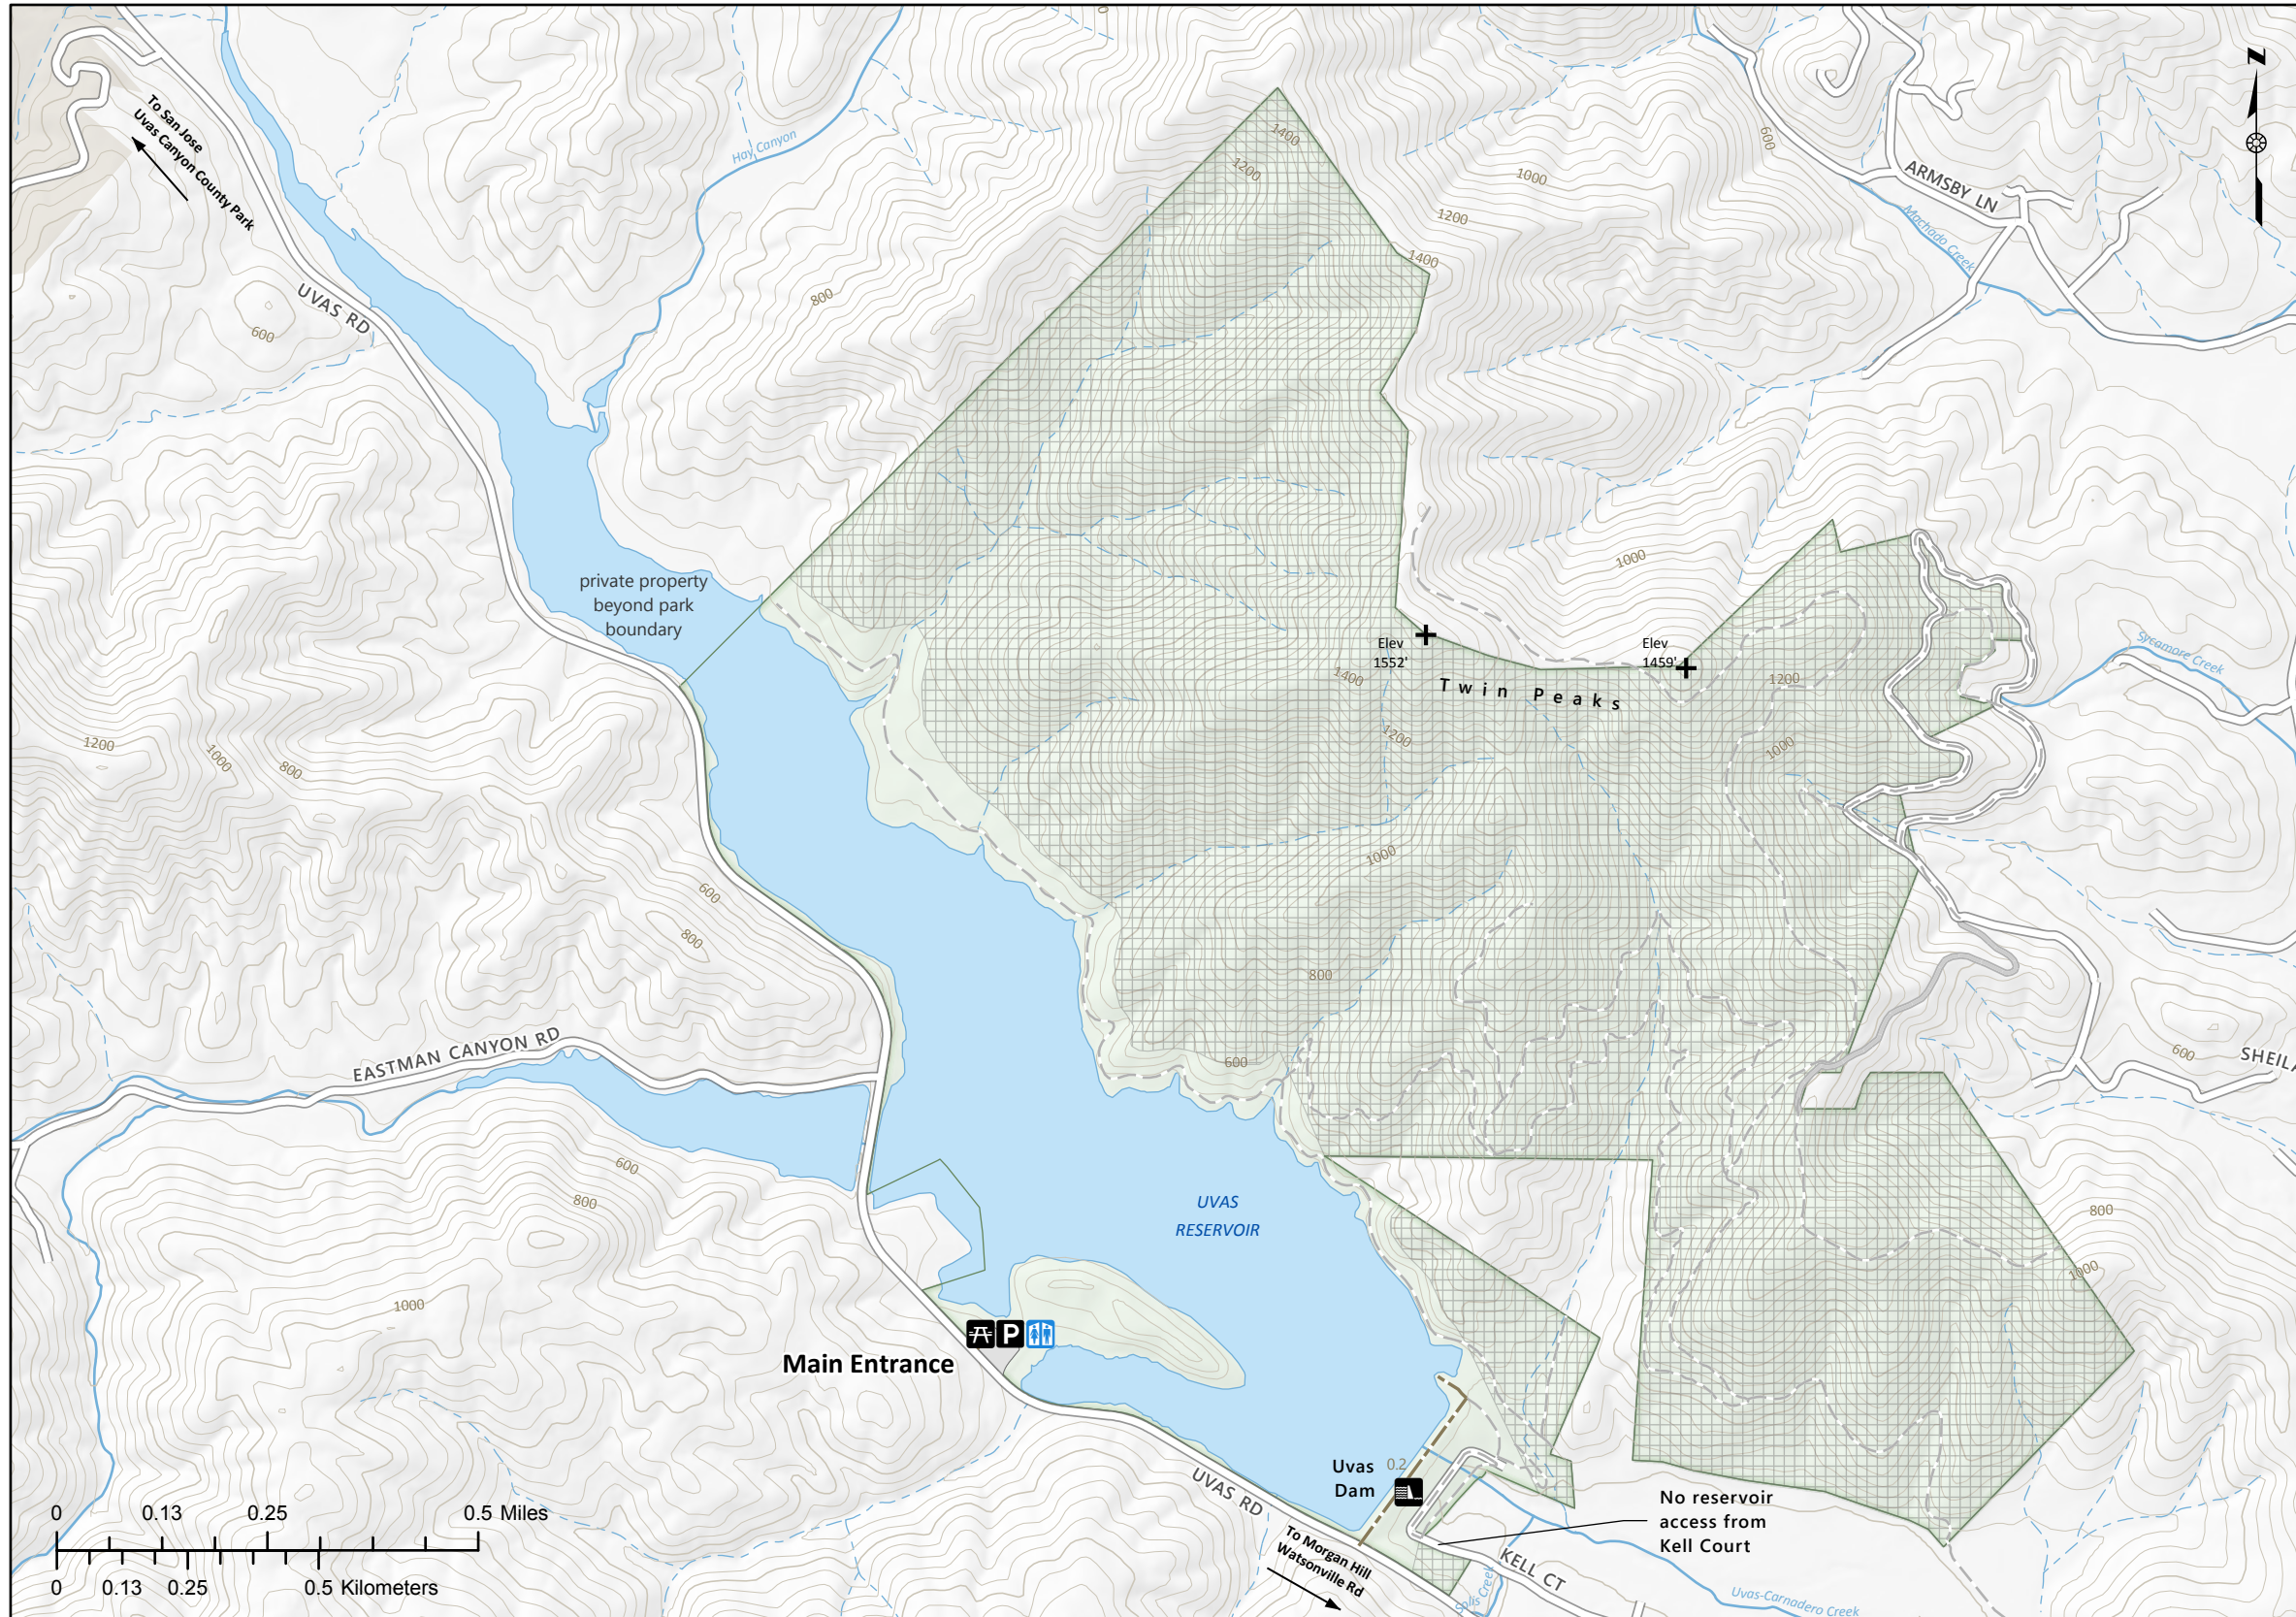 N
To San Jose
Uvas Canyon County Park
Hay Canyon
1400
1200
600
1000
1200
1400
ARMSBY LN
Machado Creek
UVAS RD
600
800
private property
beyond park
boundary
1000
Elev
1552'
Elev
1459'
Twin Peaks
1400
1200
1200
1000
Sycamore Creek
1200
1000
800
600
800
1000
800
600
EASTMAN CANYON RD
600
SHEILA
600
800
1000
UVAS
RESERVOIR
800
1000
P
Main Entrance
Uvas
Dam
0.2
UVAS RD
To Morgan Hill
Watsonville Rd
No reservoir
access from
Kell Court
KELL CT
Solis Creek
Uvas-Carnadero Creek
0 0.13 0.25 0.5 Miles
0 0.13 0.25 0.5 Kilometers